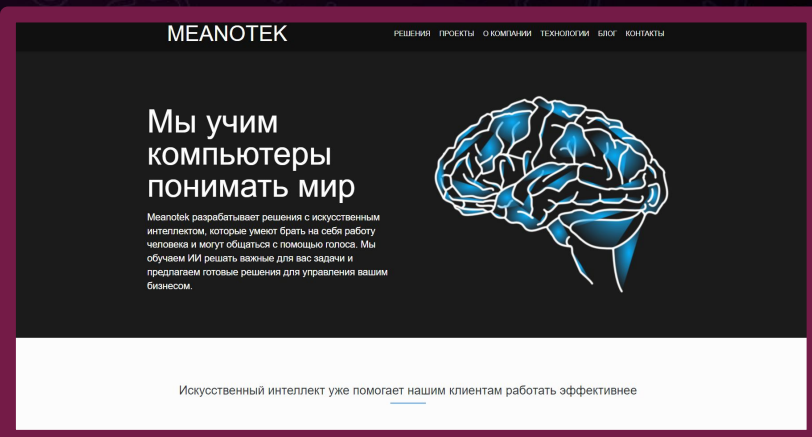 MEANOTEK
РЕШЕНИЯ ПРОЕКТЫ О КОМПАНИИ ТЕХНОЛОГИИ БЛОГ КОНТАКТЫ
Мы учим
компьютеры
понимать мир
Meanotek разрабатывает решения с искусственным
интеллектом, которые умеют брать на себя работу
человека и могут общаться с помощью голоса. Мы
обучаем ИИ решать важные для вас задачи и
предлагаем готовые решения для управления вашим
бизнесом.
Искусственный интеллект уже помогает нашим клиентам работать эффективнее